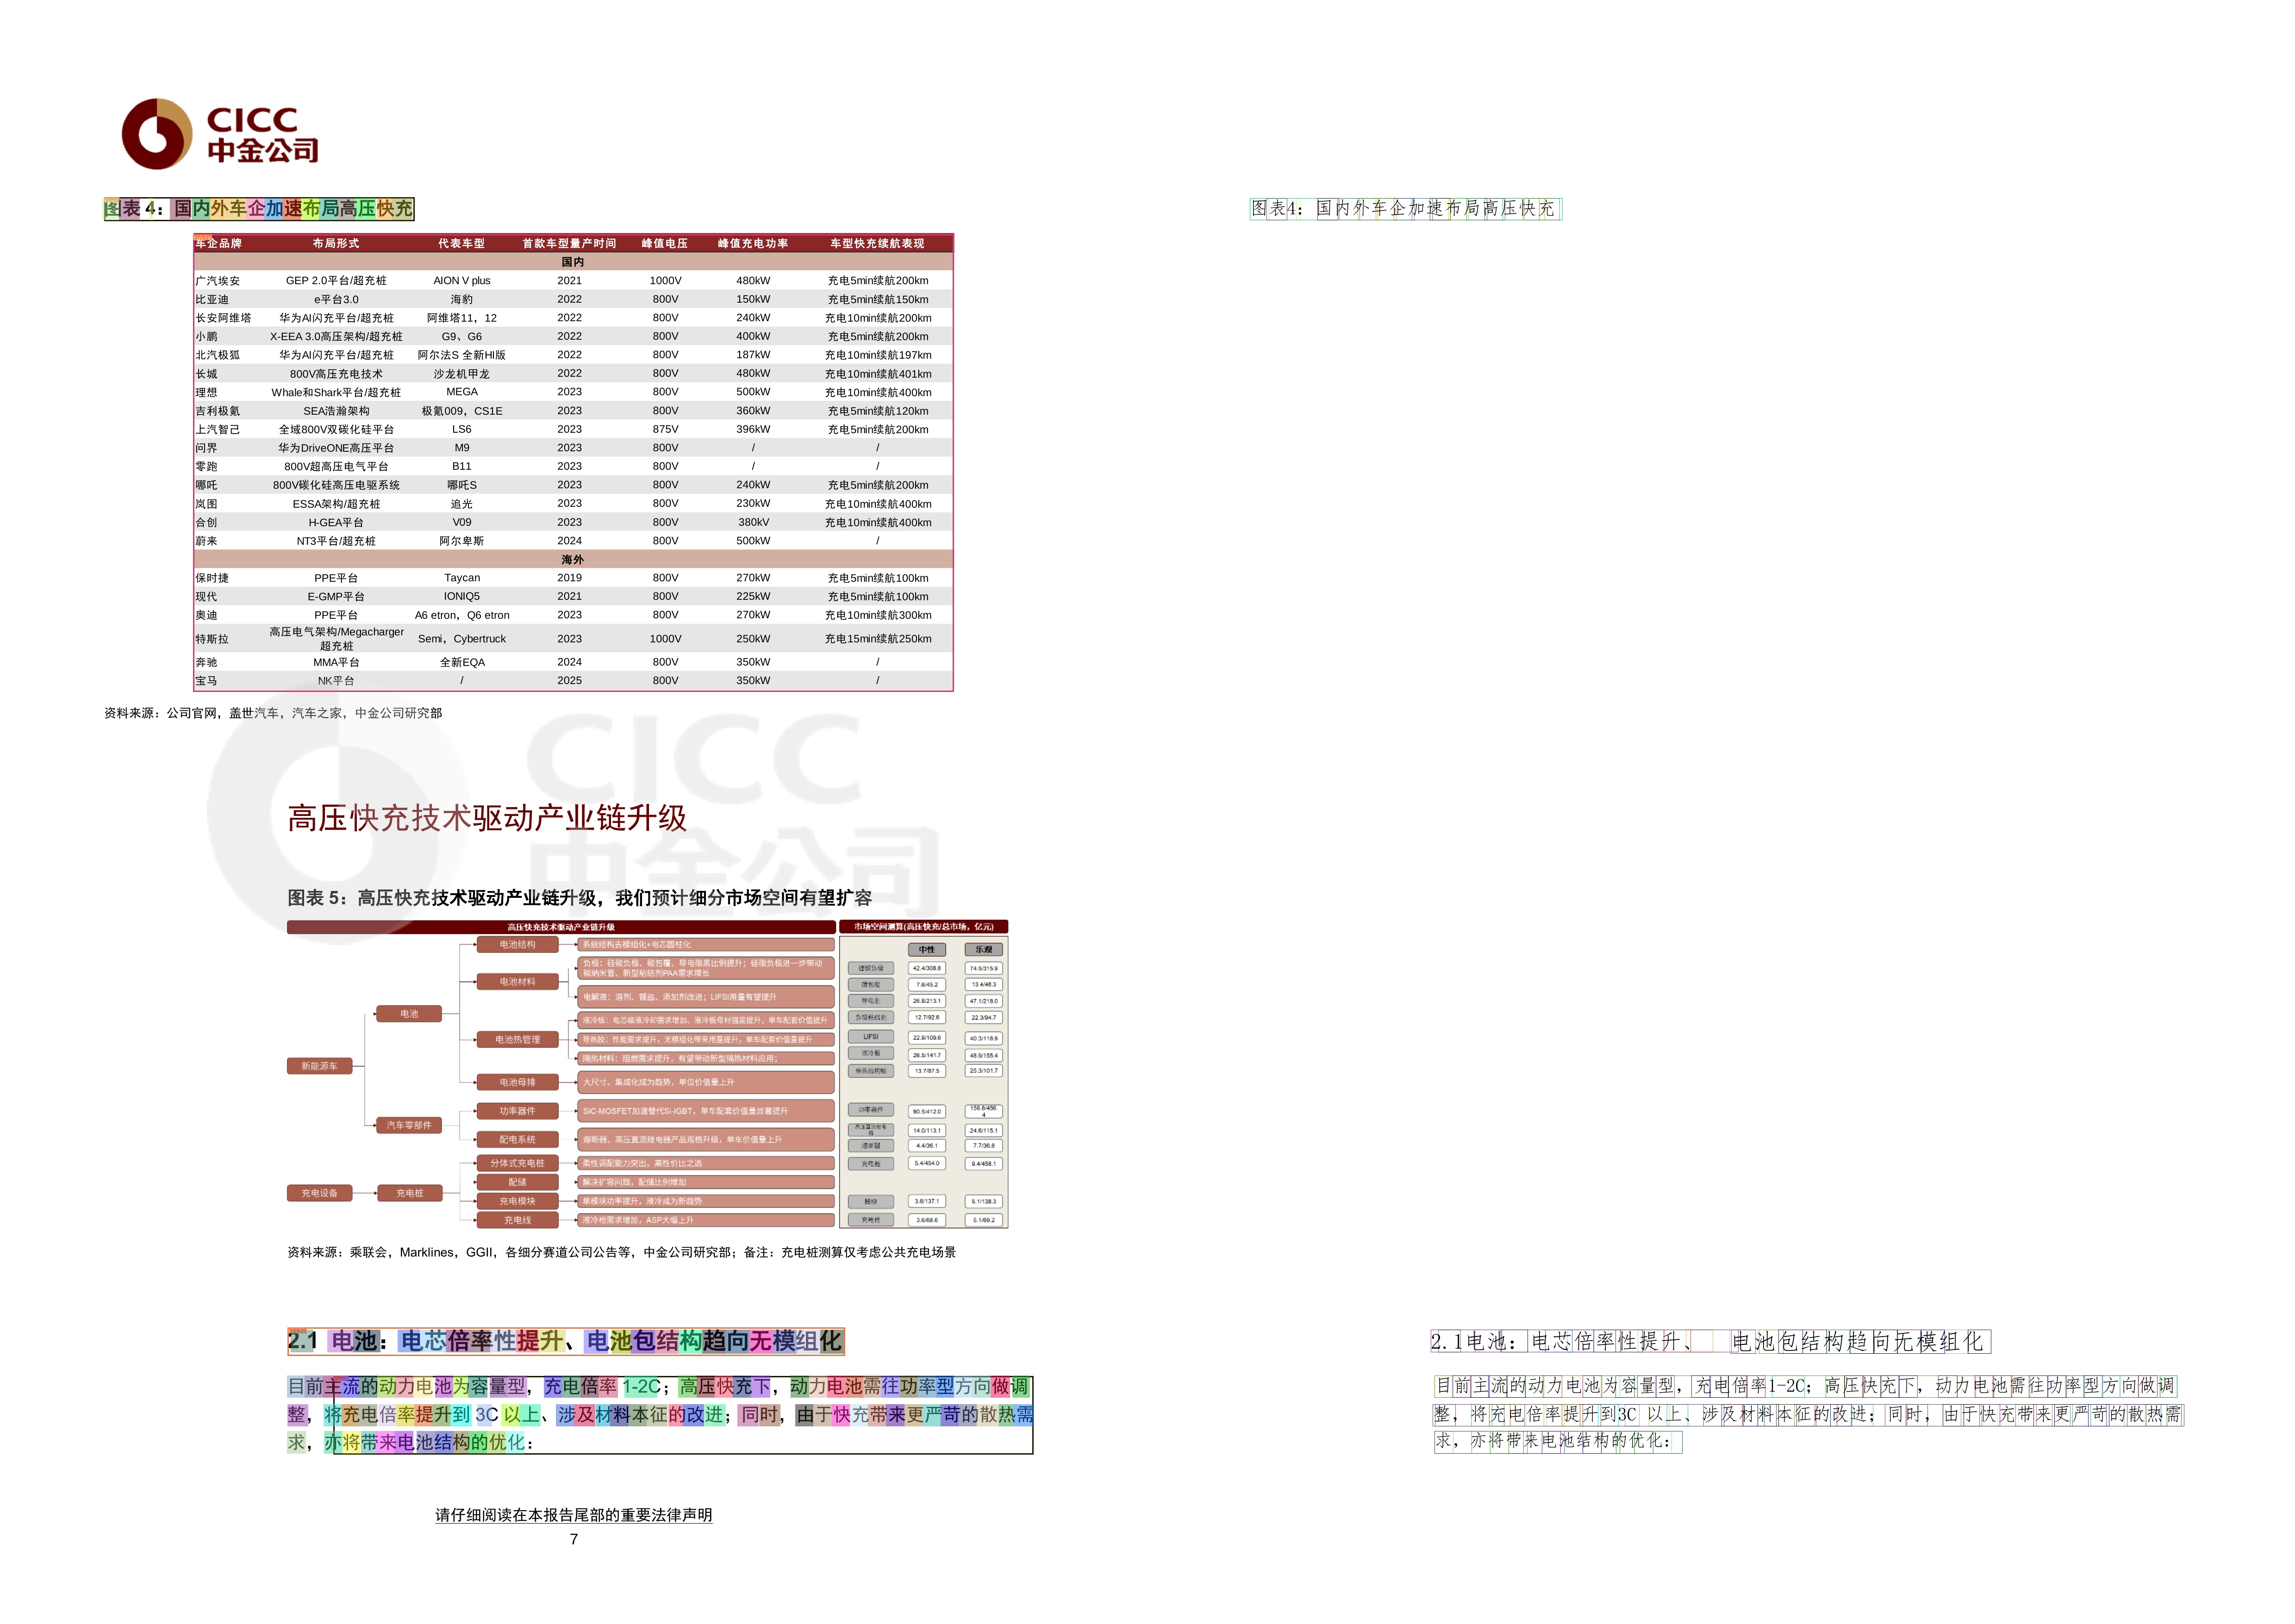 CICC
中金公司
图表 4：国内外车企加速布局高压快充
图表4：国内外车企加速布局高压快充
车企品牌 布局形式 代表车型 首款车型量产时间 峰值电压 峰值充电功率 车型快充续航表现
国内
广汽埃安 GEP 2.0平台/超充桩 AION V plus 2021 1000V 480kW 充电5min续航200km
比亚迪 e平台3.0 海豹 2022 800V 150kW 充电5min续航150km
长安阿维塔 华为AI闪充平台/超充桩 阿维塔11，12 2022 800V 240kW 充电10min续航200km
小鹏 X-EEA 3.0高压架构/超充桩 G9、G6 2022 800V 400kW 充电5min续航200km
北汽极狐 华为AI闪充平台/超充桩 阿尔法S 全新HI版 2022 800V 187kW 充电10min续航197km
长城 800V高压充电技术 沙龙机甲龙 2022 800V 480kW 充电10min续航401km
理想 Whale和Shark平台/超充桩 MEGA 2023 800V 500kW 充电10min续航400km
吉利极氪 SEA浩瀚架构 极氪009，CS1E 2023 800V 360kW 充电5min续航120km
上汽智己 全域800V双碳化硅平台 LS6 2023 875V 396kW 充电5min续航200km
问界 华为DriveONE高压平台 M9 2023 800V / /
零跑 800V超高压电气平台 B11 2023 800V / /
哪吒 800V碳化硅高压电驱系统 哪吒S 2023 800V 240kW 充电5min续航200km
岚图 ESSA架构/超充桩 追光 2023 800V 230kW 充电10min续航400km
合创 H-GEA平台 V09 2023 800V 380kV 充电10min续航400km
蔚来 NT3平台/超充桩 阿尔卑斯 2024 800V 500kW /
海外
保时捷 PPE平台 Taycan 2019 800V 270kW 充电5min续航100km
现代 E-GMP平台 IONIQ5 2021 800V 225kW 充电5min续航100km
奥迪 PPE平台 A6 etron，Q6 etron 2023 800V 270kW 充电10min续航300km
特斯拉 高压电气架构/Megacharger超充桩 Semi，Cybertruck 2023 1000V 250kW 充电15min续航250km
奔驰 MMA平台 全新EQA 2024 800V 350kW /
宝马 NK平台 / 2025 800V 350kW /
资料来源：公司官网，盖世汽车，汽车之家，中金公司研究部
CICC
中金公司
高压快充技术驱动产业链升级
图表 5：高压快充技术驱动产业链升级，我们预计细分市场空间有望扩容
高压快充技术驱动产业链升级 市场空间测算(高压快充/总市场，亿元)
中性 乐观
新能源车
电池
汽车零部件
充电设备
充电桩
电池结构 系统结构去模组化+电芯圆柱化
电池材料 负极：硅碳负极、碳包覆、导电碳黑比例提升；硅碳负极进一步带动
碳纳米管、新型粘结剂PAA需求增长
电解液：溶剂、锂盐、添加剂改进；LIFSI用量有望提升
电池热管理 液冷板：电芯级液冷却需求增加、液冷板母材强度提升，单车配套价值提升
导热胶：性能要求提升，无模组化带来用量提升，单车配套价值量提升
隔热材料：阻燃需求提升，有望带动新型隔热材料应用；
电池母排 大尺寸、集成化成为趋势，单位价值量上升
功率器件 SiC-MOSFET加速替代Si-IGBT，单车配套价值量显著提升
配电系统 熔断器、高压直流继电器产品规格升级，单车价值量上升
分体式充电桩 柔性调配能力突出，高性价比之选
配储 解决扩容问题，配储比例增加
充电模块 单模块功率提升，液冷成为新趋势
充电线 液冷枪需求增加，ASP大幅上升
硅碳负极 42.4/308.8 74.5/315.9
碳包覆 7.6/45.2 13.4/46.3
导电剂 26.8/213.1 47.1/218.0
负极粘结剂 12.7/92.6 22.3/94.7
LIFSI 22.9/109.6 40.3/118.9
液冷板 26.8/141.7 48.9/155.4
导热结构胶 13.7/87.5 25.3/101.7
功率器件 90.5/412.0 158.8/456.4
高压直流继电器 14.0/113.1 24.6/115.1
熔断器 4.4/36.1 7.7/36.8
充电桩 5.4/454.0 9.4/458.1
模块 3.6/137.1 5.1/138.3
充电枪 3.6/68.6 5.1/69.2
资料来源：乘联会，Marklines，GGII，各细分赛道公司公告等，中金公司研究部；备注：充电桩测算仅考虑公共充电场景
2.1 电池：电芯倍率性提升、电池包结构趋向无模组化
目前主流的动力电池为容量型，充电倍率 1-2C；高压快充下，动力电池需往功率型方向做调
整，将充电倍率提升到 3C 以上、涉及材料本征的改进；同时，由于快充带来更严苛的散热需
求，亦将带来电池结构的优化：
2.1电池：电芯倍率性提升、 电池包结构趋向无模组化
目前主流的动力电池为容量型，充电倍率1-2C；高压快充下，动力电池需往功率型方向做调
整，将充电倍率提升到3C 以上、涉及材料本征的改进；同时，由于快充带来更严苛的散热需
求，亦将带来电池结构的优化：
请仔细阅读在本报告尾部的重要法律声明
7